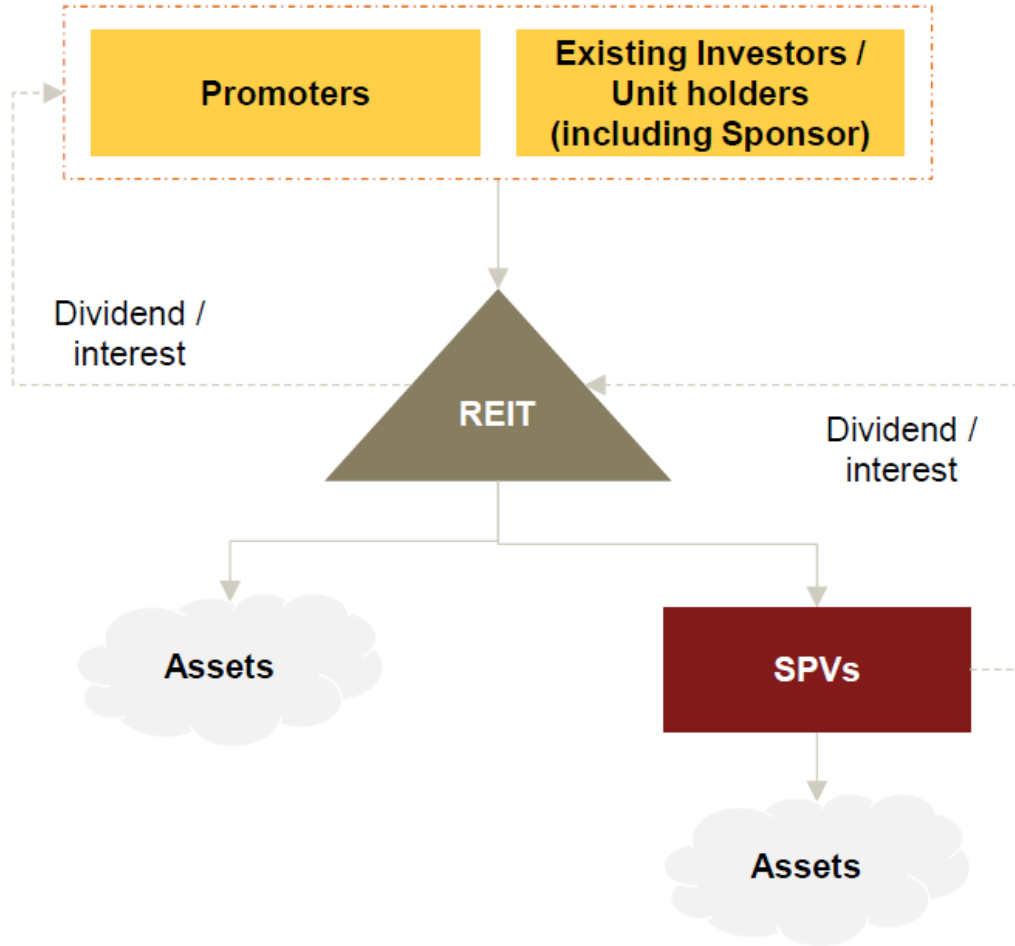 Promoters
Existing Investors /
Unit holders
(including Sponsor)
Dividend /
interest
REIT
Dividend /
interest
Assets
SPVs
Assets